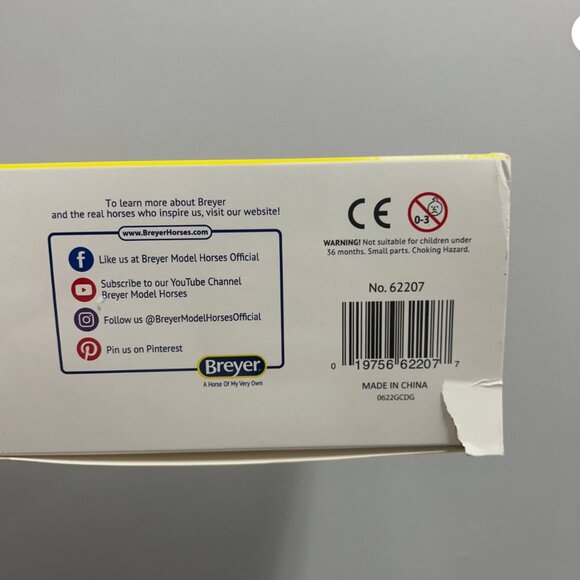 To learn more about Breyer
and the real horses who inspire us, visit our website!
www.BreyerHorses.com
Like us at Breyer Model Horses Official
Subscribe to our YouTube Channel
Breyer Model Horses
Follow us @BreyerModelHorsesOfficial
Pin us on Pinterest
Breyer
A Horse Of My Very Own
CE
0-3
WARNING! Not suitable for children under
36 months. Small parts. Choking Hazard.
No. 62207
0 19756 62207 7
MADE IN CHINA
0622GCDG